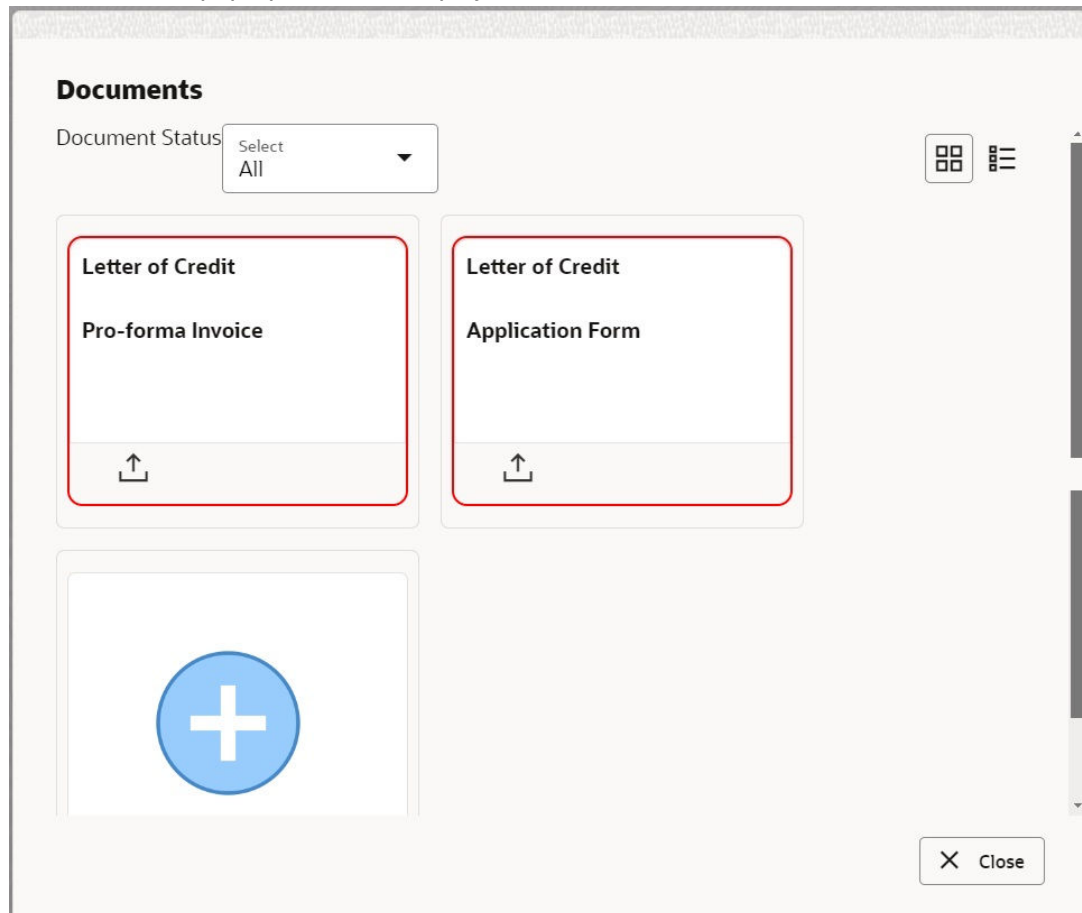 Documents
Document Status
Select
All
Letter of Credit
Letter of Credit
Pro-forma Invoice
Application Form
Close